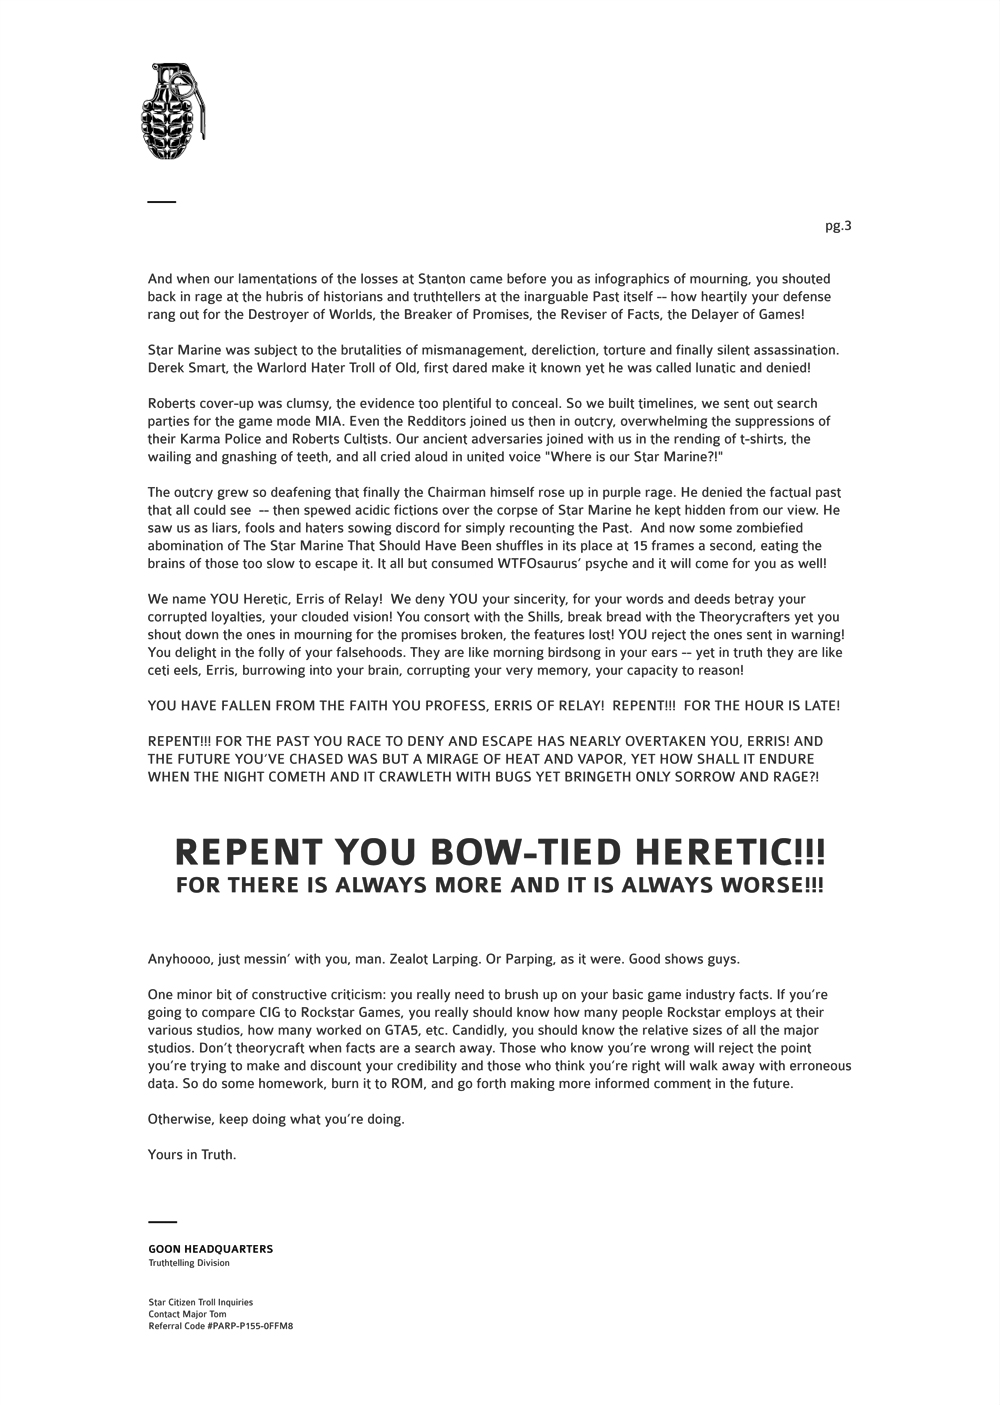 pg.3
And when our lamentations of the losses at Stanton came before you as infographics of mourning, you shouted
back in rage at the hubris of historians and truthtellers at the inarguable Past itself -- how heartily your defense
rang out for the Destroyer of Worlds, the Breaker of Promises, the Reviser of Facts, the Delayer of Games!
Star Marine was subject to the brutalities of mismanagement, dereliction, torture and finally silent assassination.
Derek Smart, the Warlord Hater Troll of Old, first dared make it known yet he was called lunatic and denied!
Roberts cover-up was clumsy, the evidence too plentiful to conceal. So we built timelines, we sent out search
parties for the game mode MIA. Even the Redditors joined us then in outcry, overwhelming the suppressions of
their Karma Police and Roberts Cultists. Our ancient adversaries joined with us in the rending of t-shirts, the
wailing and gnashing of teeth, and all cried aloud in united voice "Where is our Star Marine?!"
The outcry grew so deafening that finally the Chairman himself rose up in purple rage. He denied the factual past
that all could see  -- then spewed acidic fictions over the corpse of Star Marine he kept hidden from our view. He
saw us as liars, fools and haters sowing discord for simply recounting the Past.  And now some zombiefied
abomination of The Star Marine That Should Have Been shuffles in its place at 15 frames a second, eating the
brains of those too slow to escape it. It all but consumed WTFOsaurus’ psyche and it will come for you as well!
We name YOU Heretic, Erris of Relay!  We deny YOU your sincerity, for your words and deeds betray your
corrupted loyalties, your clouded vision! You consort with the Shills, break bread with the Theorycrafters yet you
shout down the ones in mourning for the promises broken, the features lost! YOU reject the ones sent in warning!
You delight in the folly of your falsehoods. They are like morning birdsong in your ears -- yet in truth they are like
ceti eels, Erris, burrowing into your brain, corrupting your very memory, your capacity to reason!
YOU HAVE FALLEN FROM THE FAITH YOU PROFESS, ERRIS OF RELAY!  REPENT!!!  FOR THE HOUR IS LATE!
REPENT!!! FOR THE PAST YOU RACE TO DENY AND ESCAPE HAS NEARLY OVERTAKEN YOU, ERRIS! AND
THE FUTURE YOU’VE CHASED WAS BUT A MIRAGE OF HEAT AND VAPOR, YET HOW SHALL IT ENDURE
WHEN THE NIGHT COMETH AND IT CRAWLETH WITH BUGS YET BRINGETH ONLY SORROW AND RAGE?!
REPENT YOU BOW-TIED HERETIC!!!
FOR THERE IS ALWAYS MORE AND IT IS ALWAYS WORSE!!!
Anyhoooo, just messin’ with you, man. Zealot Larping. Or Parping, as it were. Good shows guys.
One minor bit of constructive criticism: you really need to brush up on your basic game industry facts. If you’re
going to compare CIG to Rockstar Games, you really should know how many people Rockstar employs at their
various studios, how many worked on GTA5, etc. Candidly, you should know the relative sizes of all the major
studios. Don’t theorycraft when facts are a search away. Those who know you’re wrong will reject the point
you’re trying to make and discount your credibility and those who think you’re right will walk away with erroneous
data. So do some homework, burn it to ROM, and go forth making more informed comment in the future.
Otherwise, keep doing what you’re doing.
Yours in Truth.
GOON HEADQUARTERS
Truthtelling Division
Star Citizen Troll Inquiries
Contact Major Tom
Referral Code #PARP-P155-0FFM8